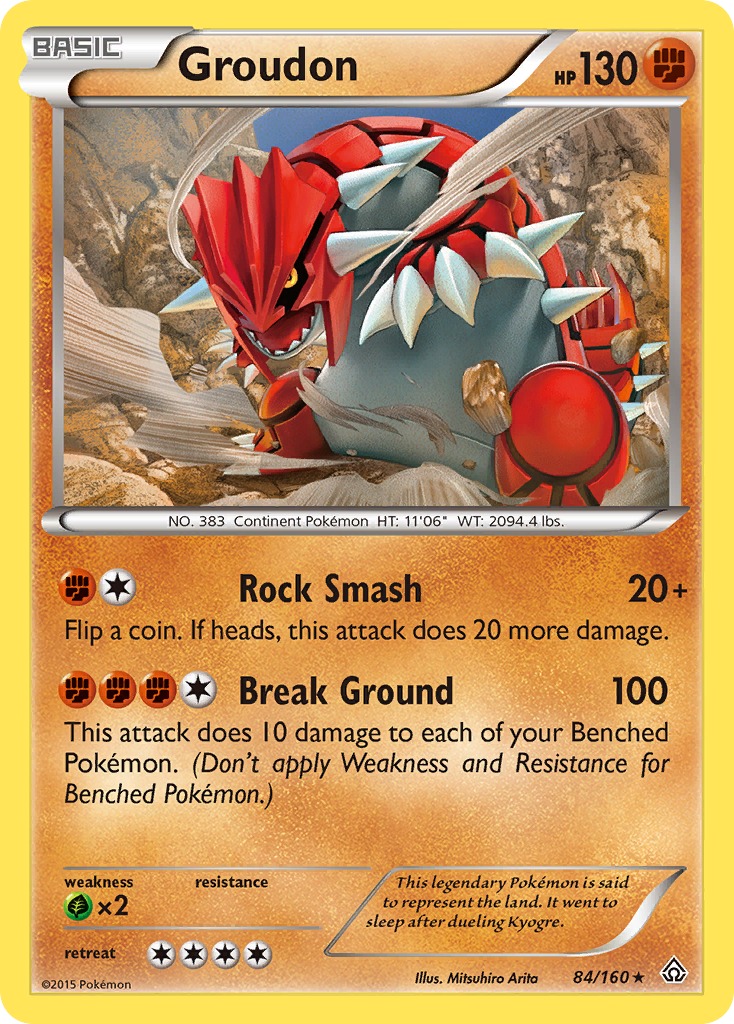 BASIC
Groudon
HP 130
NO. 383 Continent Pokémon HT: 11'06" WT: 2094.4 lbs.
Rock Smash 20+
Flip a coin. If heads, this attack does 20 more damage.
Break Ground 100
This attack does 10 damage to each of your Benched
Pokémon. (Don't apply Weakness and Resistance for
Benched Pokémon.)
weakness resistance
×2
retreat
This legendary Pokémon is said
to represent the land. It went to
sleep after dueling Kyogre.
©2015 Pokémon
Illus. Mitsuhiro Arita
84/160 ★